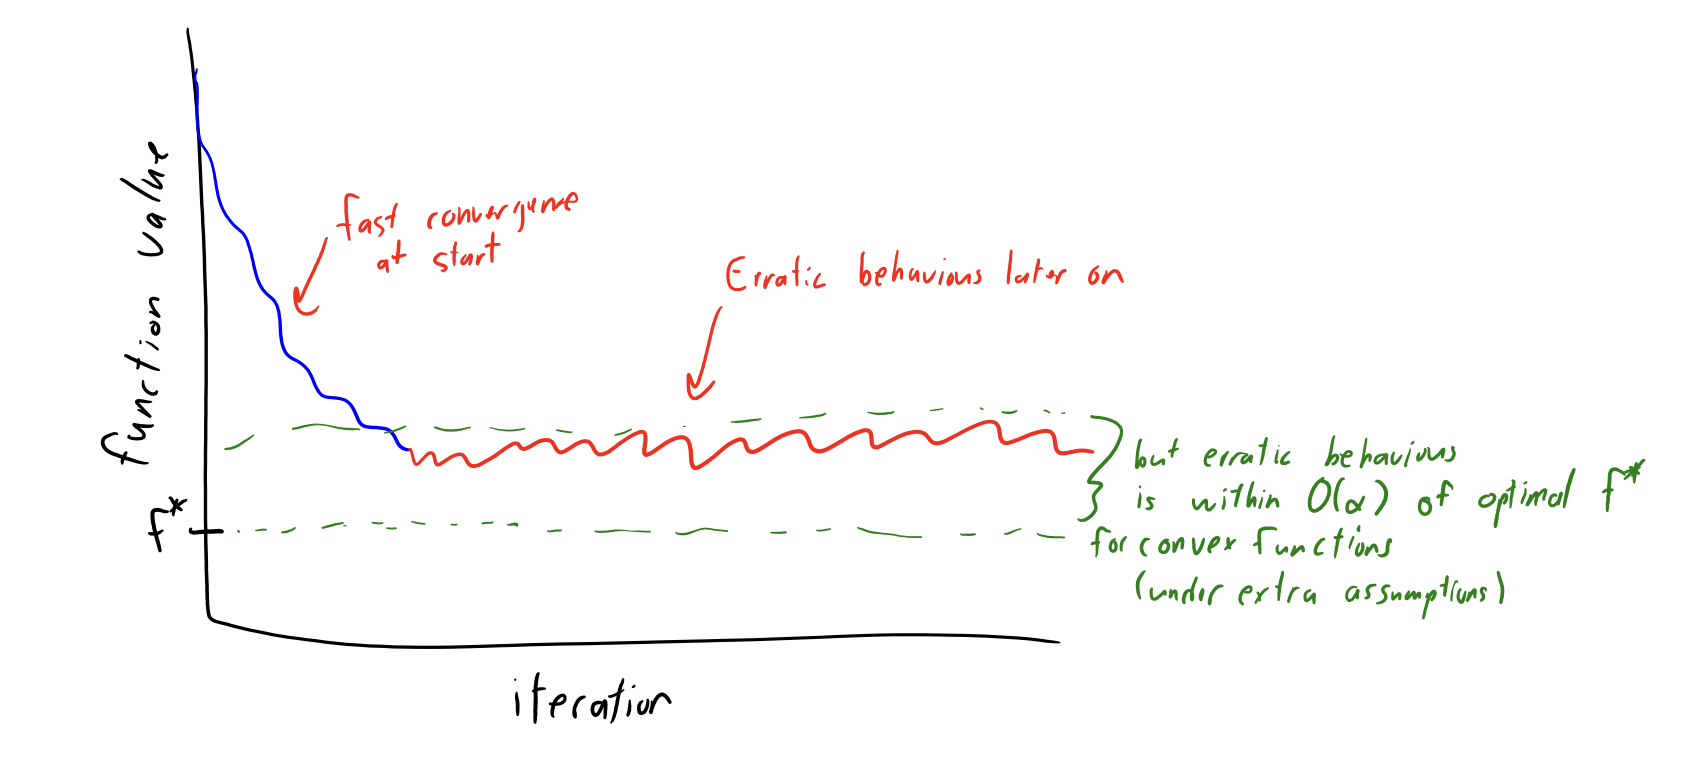 function value
fast convergence
at start
Erratic behaviour later on
but erratic behaviour
is within O(α) of optimal f*
for convex functions
(under extra assumptions)
f*
iteration